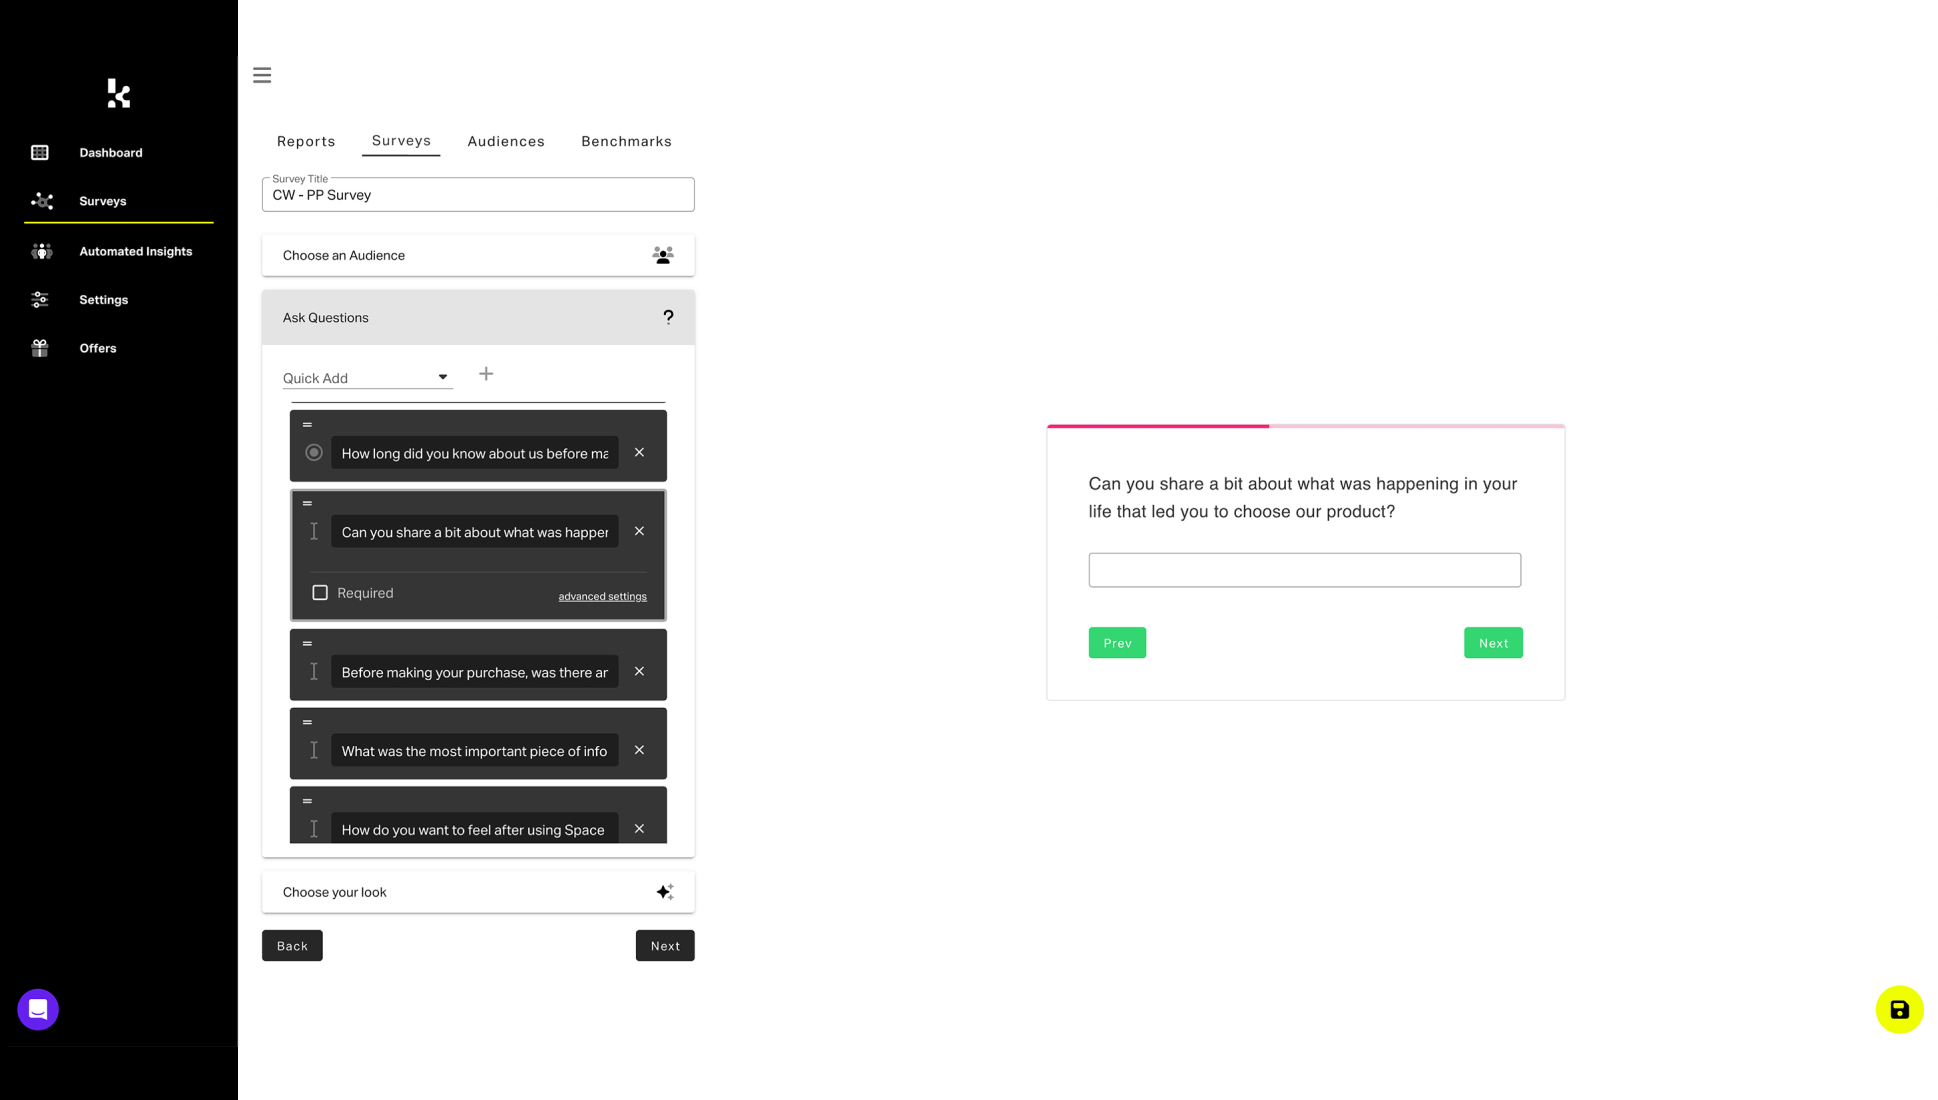 Dashboard
Surveys
Automated Insights
Settings
Offers
Reports
Surveys
Audiences
Benchmarks
Survey Title
CW - PP Survey
Choose an Audience
Ask Questions
?
Quick Add
How long did you know about us before ma
Can you share a bit about what was happen
Required
advanced settings
Before making your purchase, was there an
What was the most important piece of info
How do you want to feel after using Space
Choose your look
Back
Next
Can you share a bit about what was happening in your
life that led you to choose our product?
Prev
Next